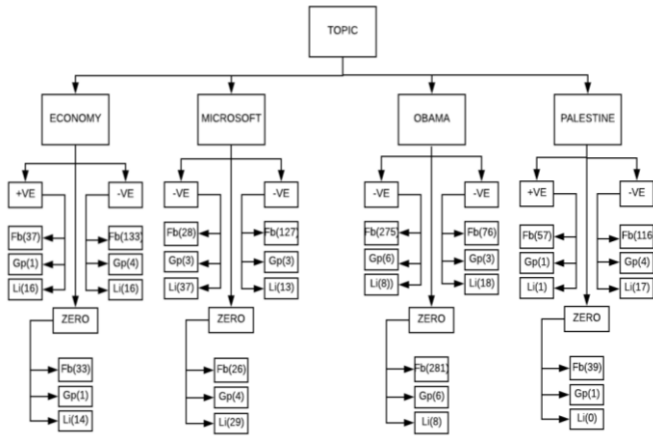 TOPIC
ECONOMY
MICROSOFT
OBAMA
PALESTINE
+VE
-VE
-VE
-VE
-VE
-VE
+VE
-VE
Fb(37)
Fb(133)
Fb(28)
Fb(127)
Fb(275)
Fb(76)
Fb(57)
Fb(116)
Gp(1)
Gp(4)
Gp(3)
Gp(3)
Gp(6)
Gp(3)
Gp(1)
Gp(4)
Li(16)
Li(16)
Li(37)
Li(13)
Li(8))
Li(18)
Li(1)
Li(17)
ZERO
ZERO
ZERO
ZERO
Fb(33)
Fb(26)
Fb(281)
Fb(39)
Gp(1)
Gp(4)
Gp(6)
Gp(1)
Li(14)
Li(29)
Li(8)
Li(0)